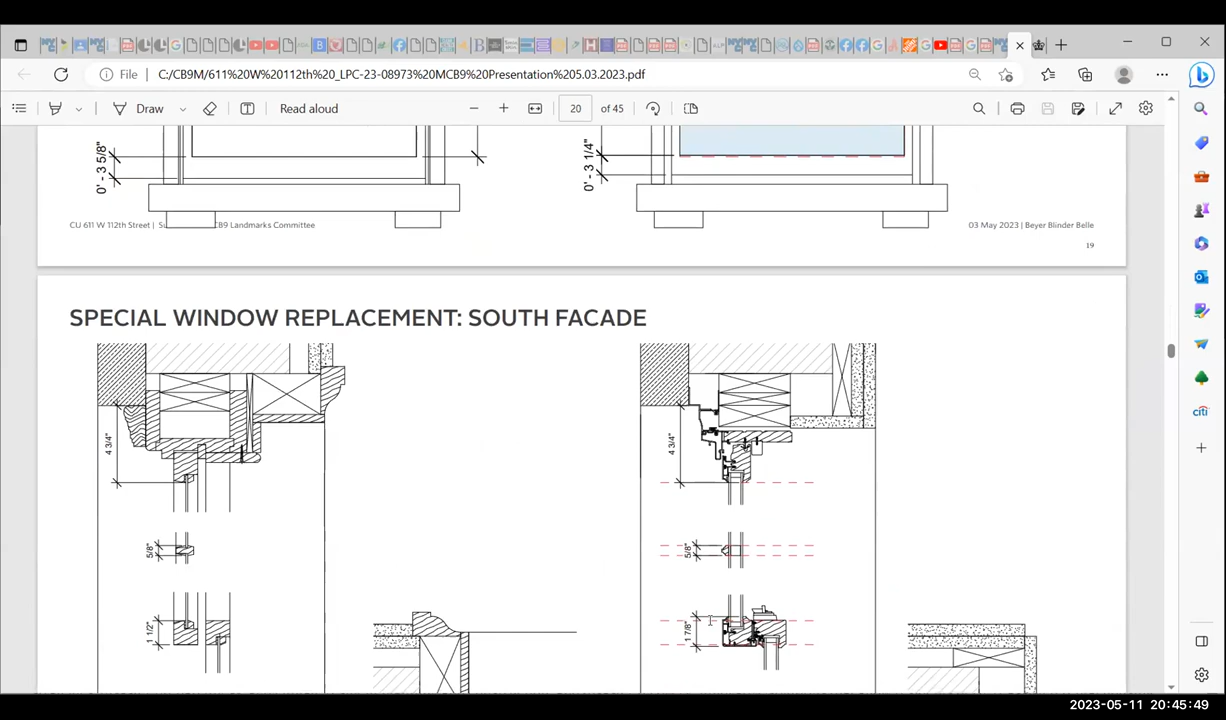 File
C:/CB9M/611%20W%20112th%20_LPC-23-08973%20MCB9%20Presentation%205.03.2023.pdf
Draw
Read aloud
20
of 45
0' - 3 5/8"
0' - 3 1/4"
CB9 Landmarks Committee
CU 611 W 112th Street |
03 May 2023 | Beyer Blinder Belle
19
SPECIAL WINDOW REPLACEMENT: SOUTH FACADE
4 3/4"
4 3/4"
5/8"
5/8"
1 1/2"
1 7/8"
citi
2023-05-11 20:45:49